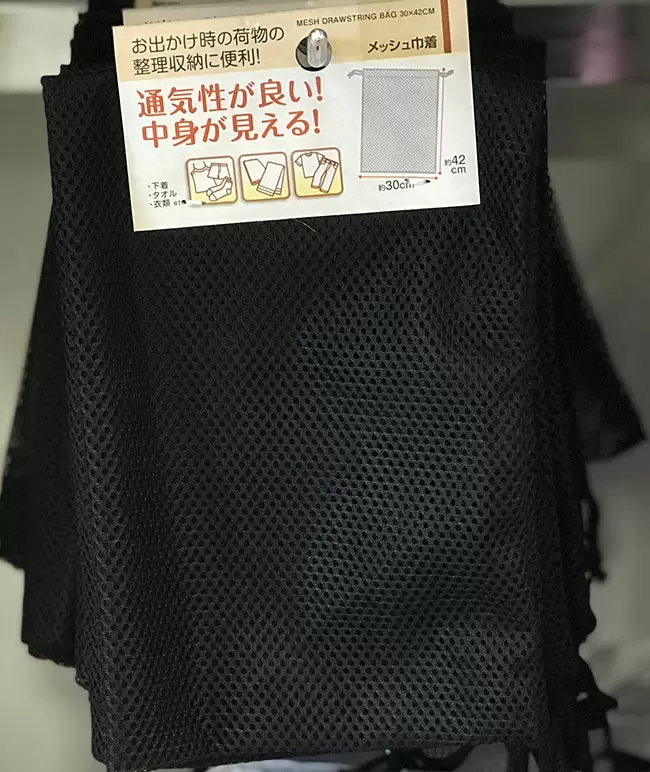 MESH DRAWSTRING BAG 30×42CM
お出かけ時の荷物の
整理収納に便利!
メッシュ巾着
通気性が良い!
中身が見える!
・下着
・タオル
・衣類 etc
約42
cm
約30cm